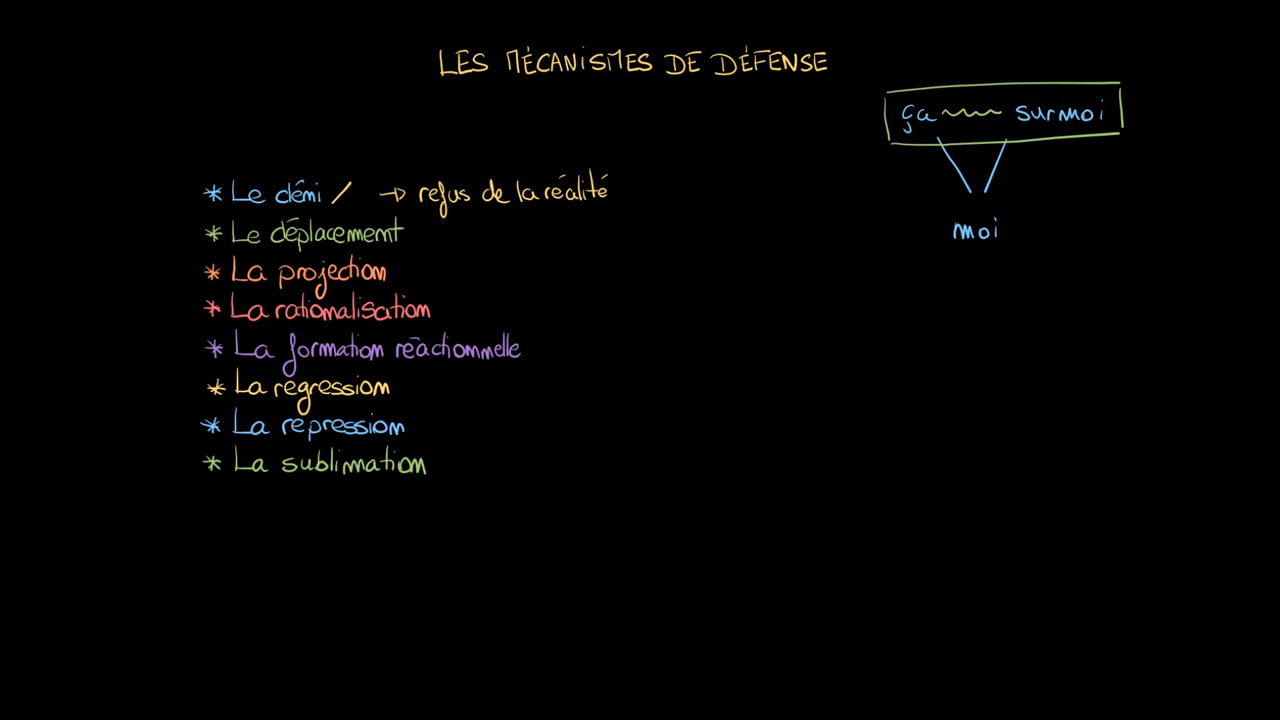 LES MÉCANISMES DE DÉFENSE
ça surmoi
moi
* Le déni / → refus de la réalité
* Le déplacement
* La projection
* La rationalisation
* La formation réactionnelle
* La régression
* La répression
* La sublimation